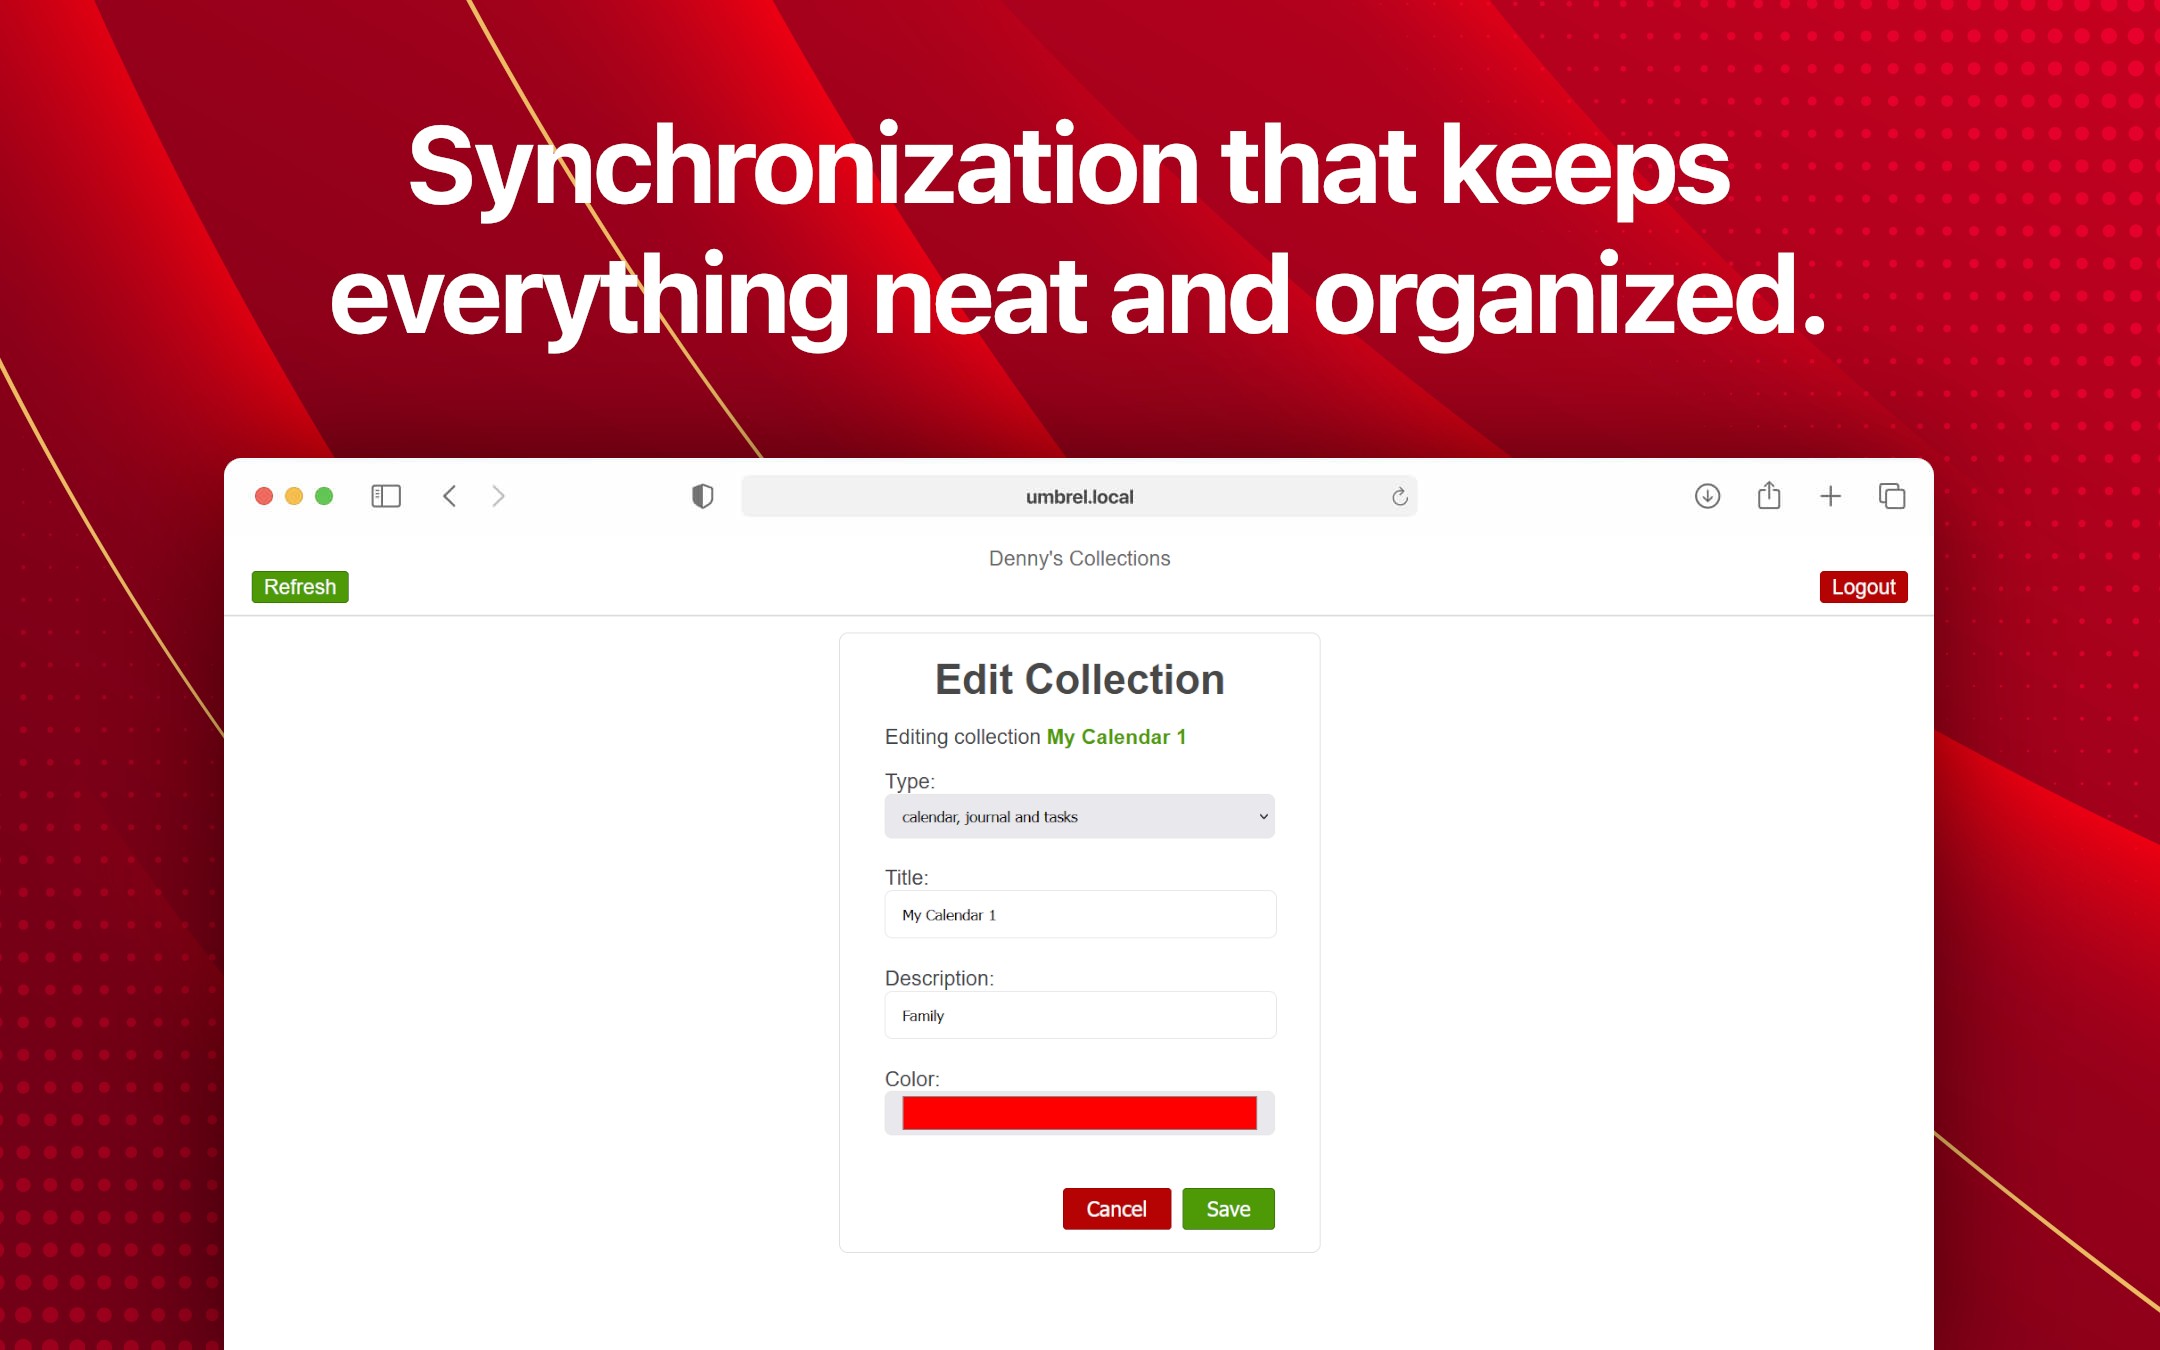 Synchronization that keeps
everything neat and organized.
umbrel.local
Denny's Collections
Refresh
Logout
Edit Collection
Editing collection My Calendar 1
Type:
calendar, journal and tasks
Title:
My Calendar 1
Description:
Family
Color:
Cancel
Save